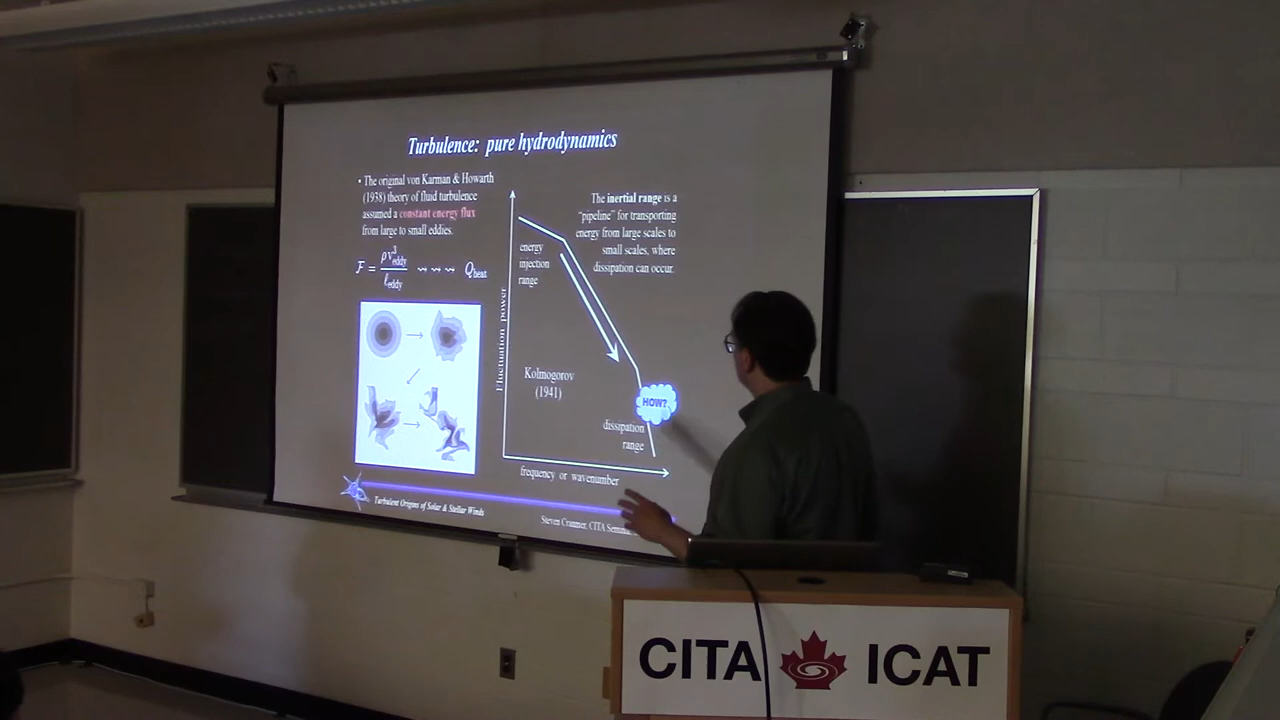 Turbulence: pure hydrodynamics
• The original von Karman & Howarth
(1938) theory of fluid turbulence
assumed a constant energy flux
from large to small eddies.
F = ρ v³eddy / ℓeddy ⇝ ⇝ ⇝ Qheat
The inertial range is a
"pipeline" for transporting
energy from large scales to
small scales, where
dissipation can occur.
energy
injection
range
Fluctuation power
Kolmogorov
(1941)
HOW?
dissipation
range
frequency or wavenumber
Turbulent Origins of Solar & Stellar Winds
Steven Cranmer, CITA
CITA ICAT